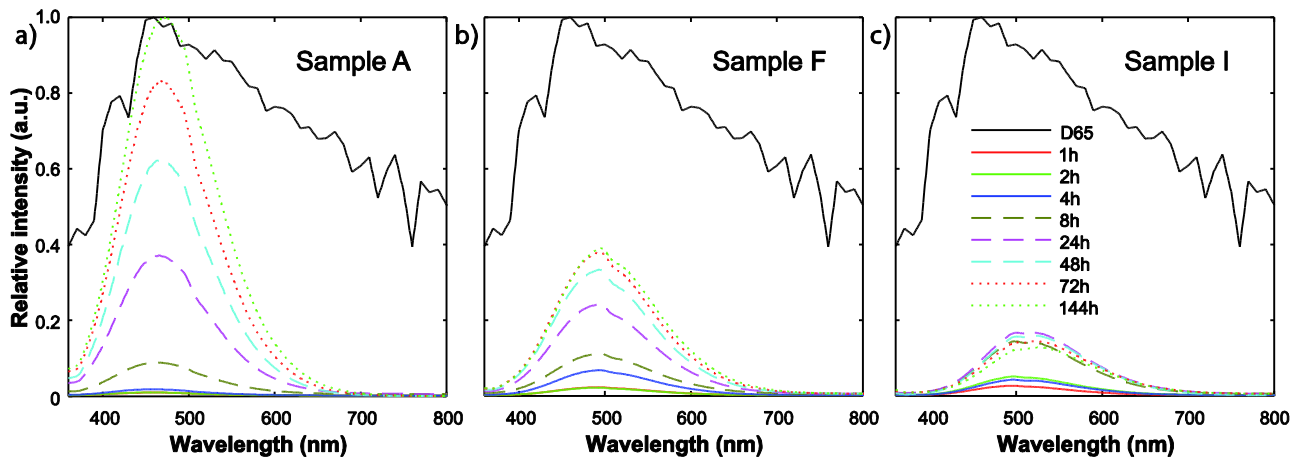 a) Sample A
b) Sample F
c) Sample I
Relative intensity (a.u.)
1.0
0.8
0.6
0.4
0.2
0
D65
1h
2h
4h
8h
24h
48h
72h
144h
400 500 600 700 800
400 500 600 700 800
400 500 600 700 800
Wavelength (nm)
Wavelength (nm)
Wavelength (nm)